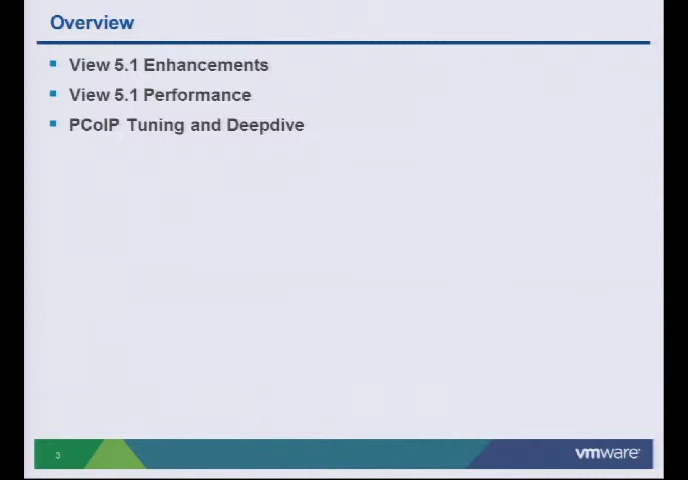 Overview
View 5.1 Enhancements
View 5.1 Performance
PCoIP Tuning and Deepdive
3
vmware